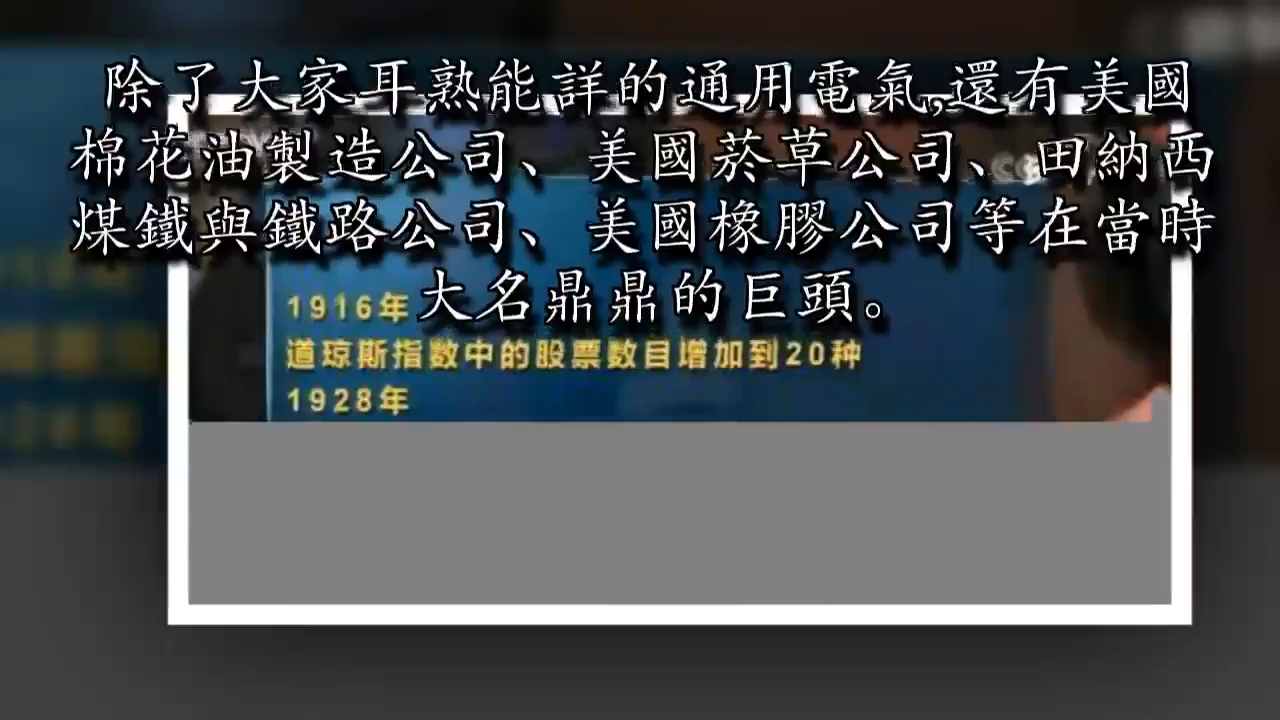 除了大家耳熟能詳的通用電氣,還有美國
棉花油製造公司、美國菸草公司、田納西
煤鐵與鐵路公司、美國橡膠公司等在當時
大名鼎鼎的巨頭。
1916年
道琼斯指数中的股票数目增加到20种
1928年